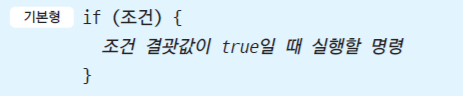 기본형 if (조건) {
조건 결괏값이 true일 때 실행할 명령
}